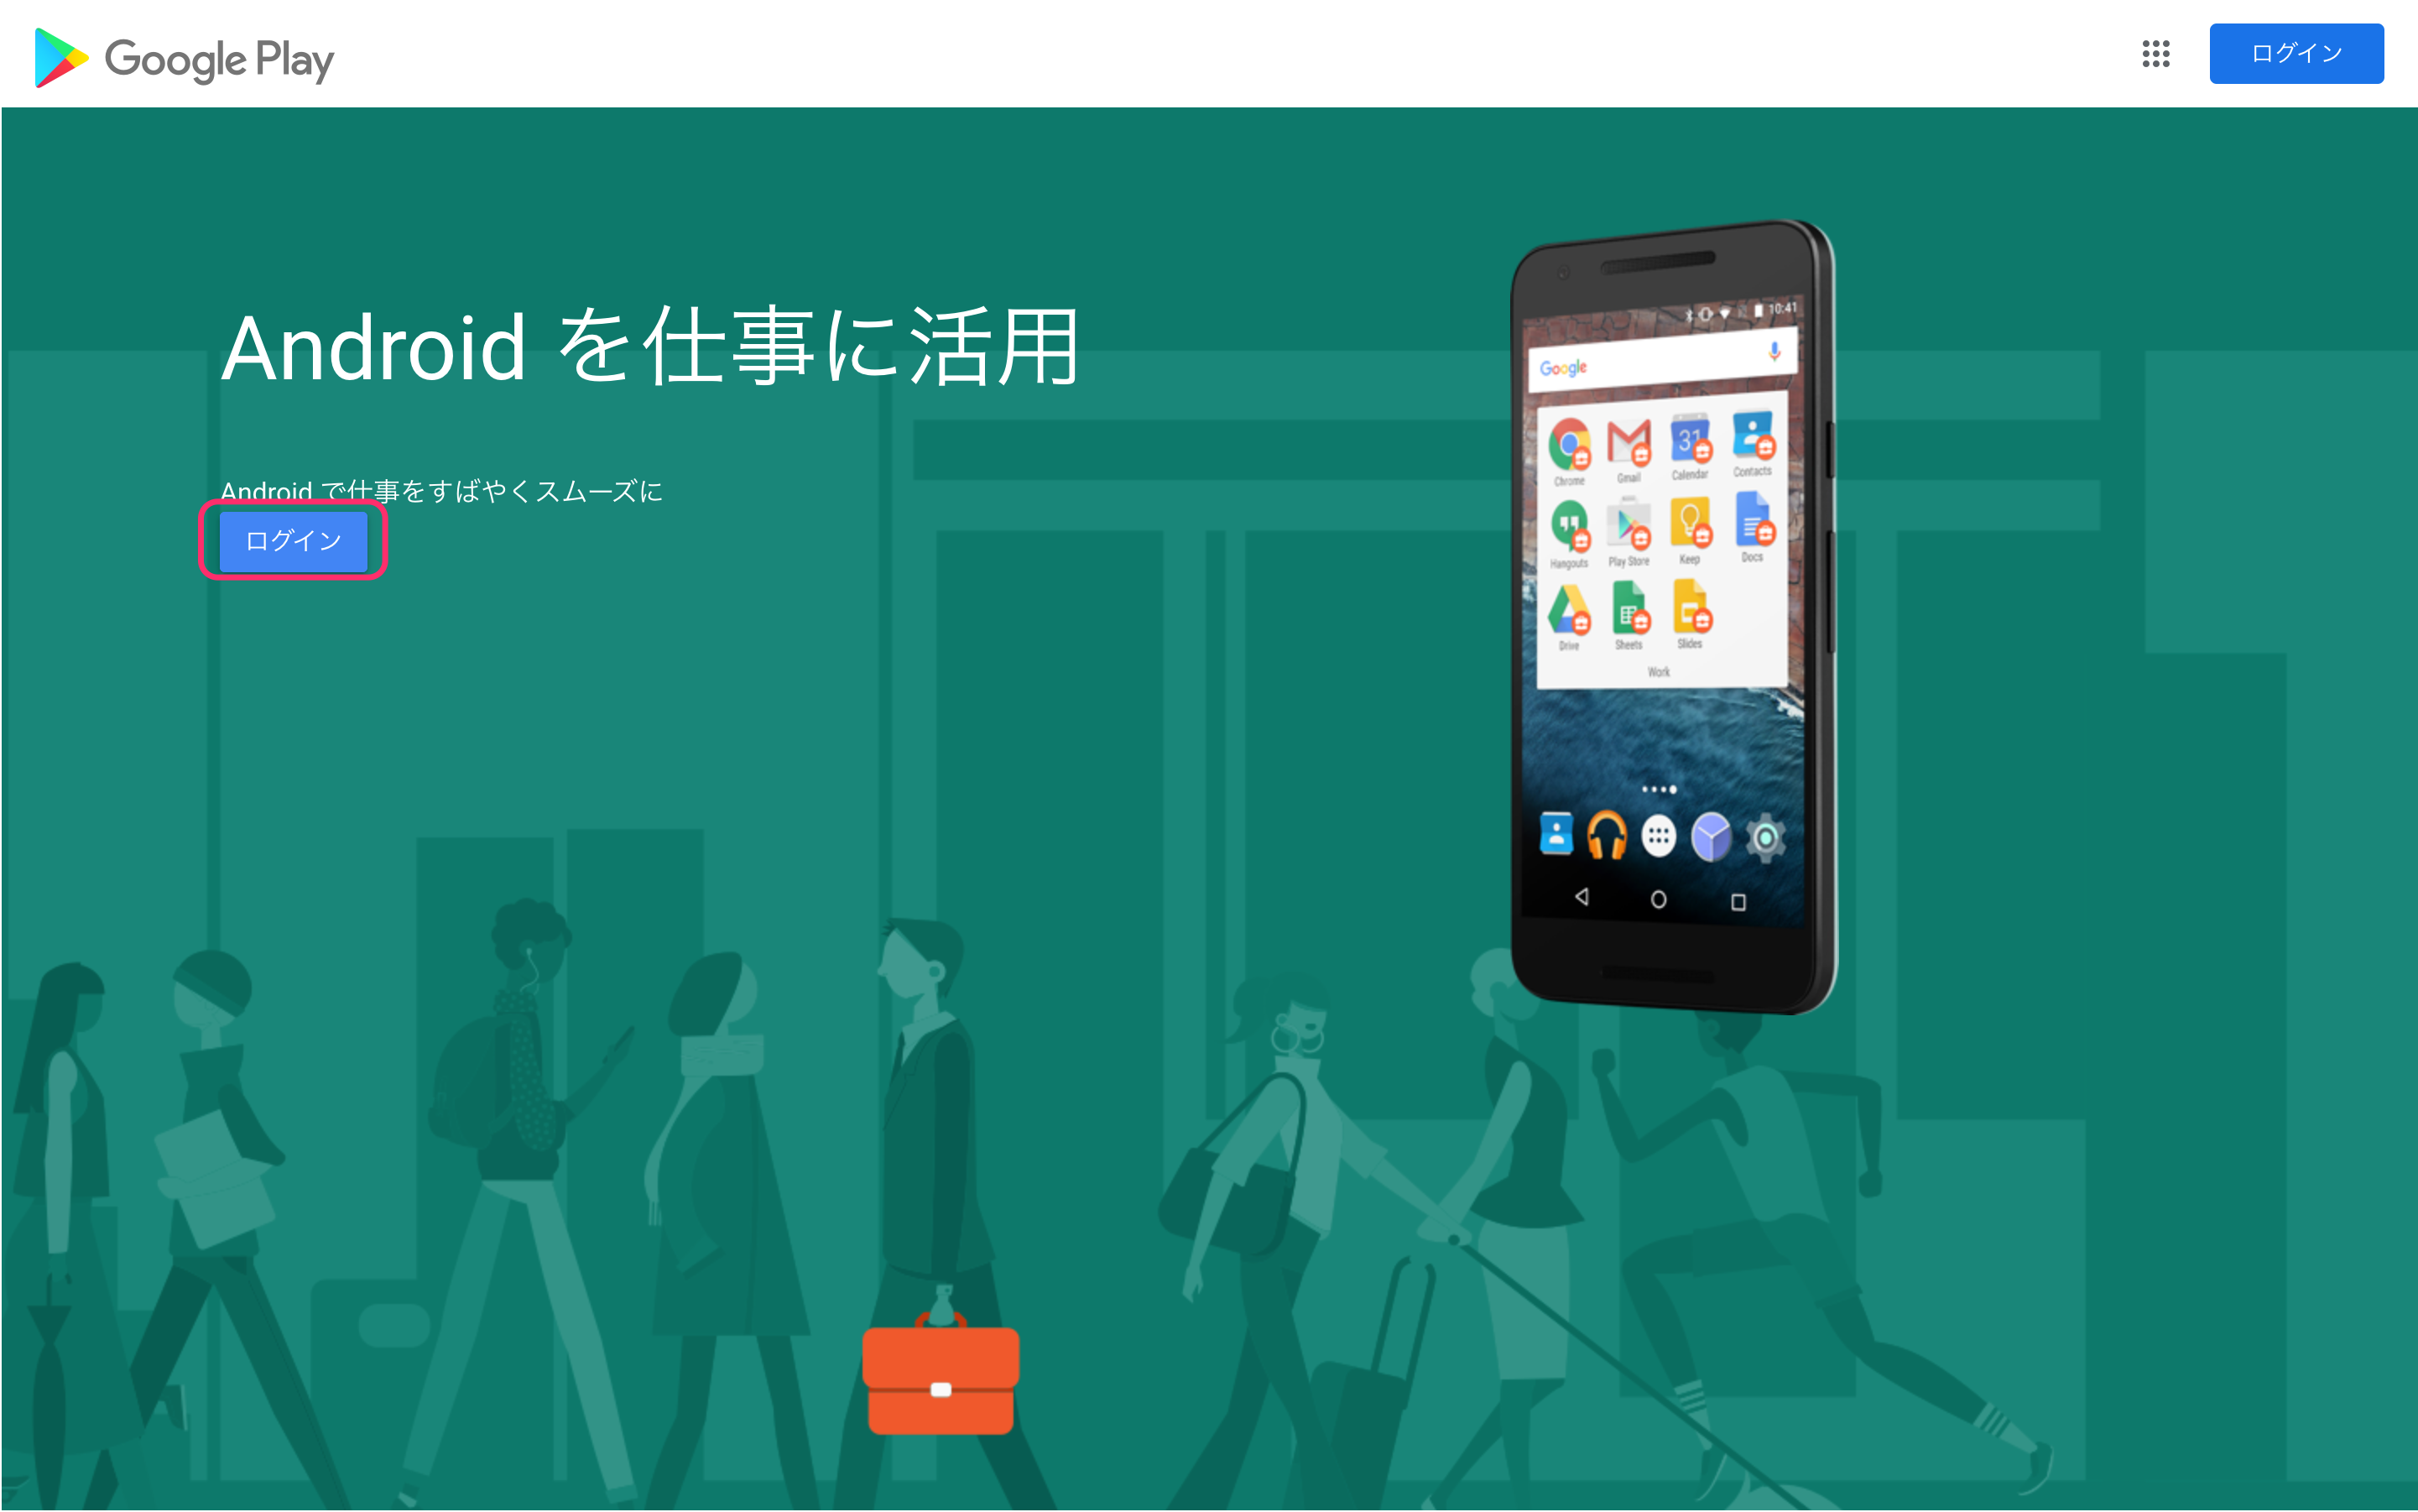 Google Play
ログイン
Android を仕事に活用
Android で仕事をすばやくスムーズに
ログイン
10:41
Google
31
Chrome Gmail Calendar Contacts
Hangouts Play Store Keep Docs
Drive Sheets Slides
Work